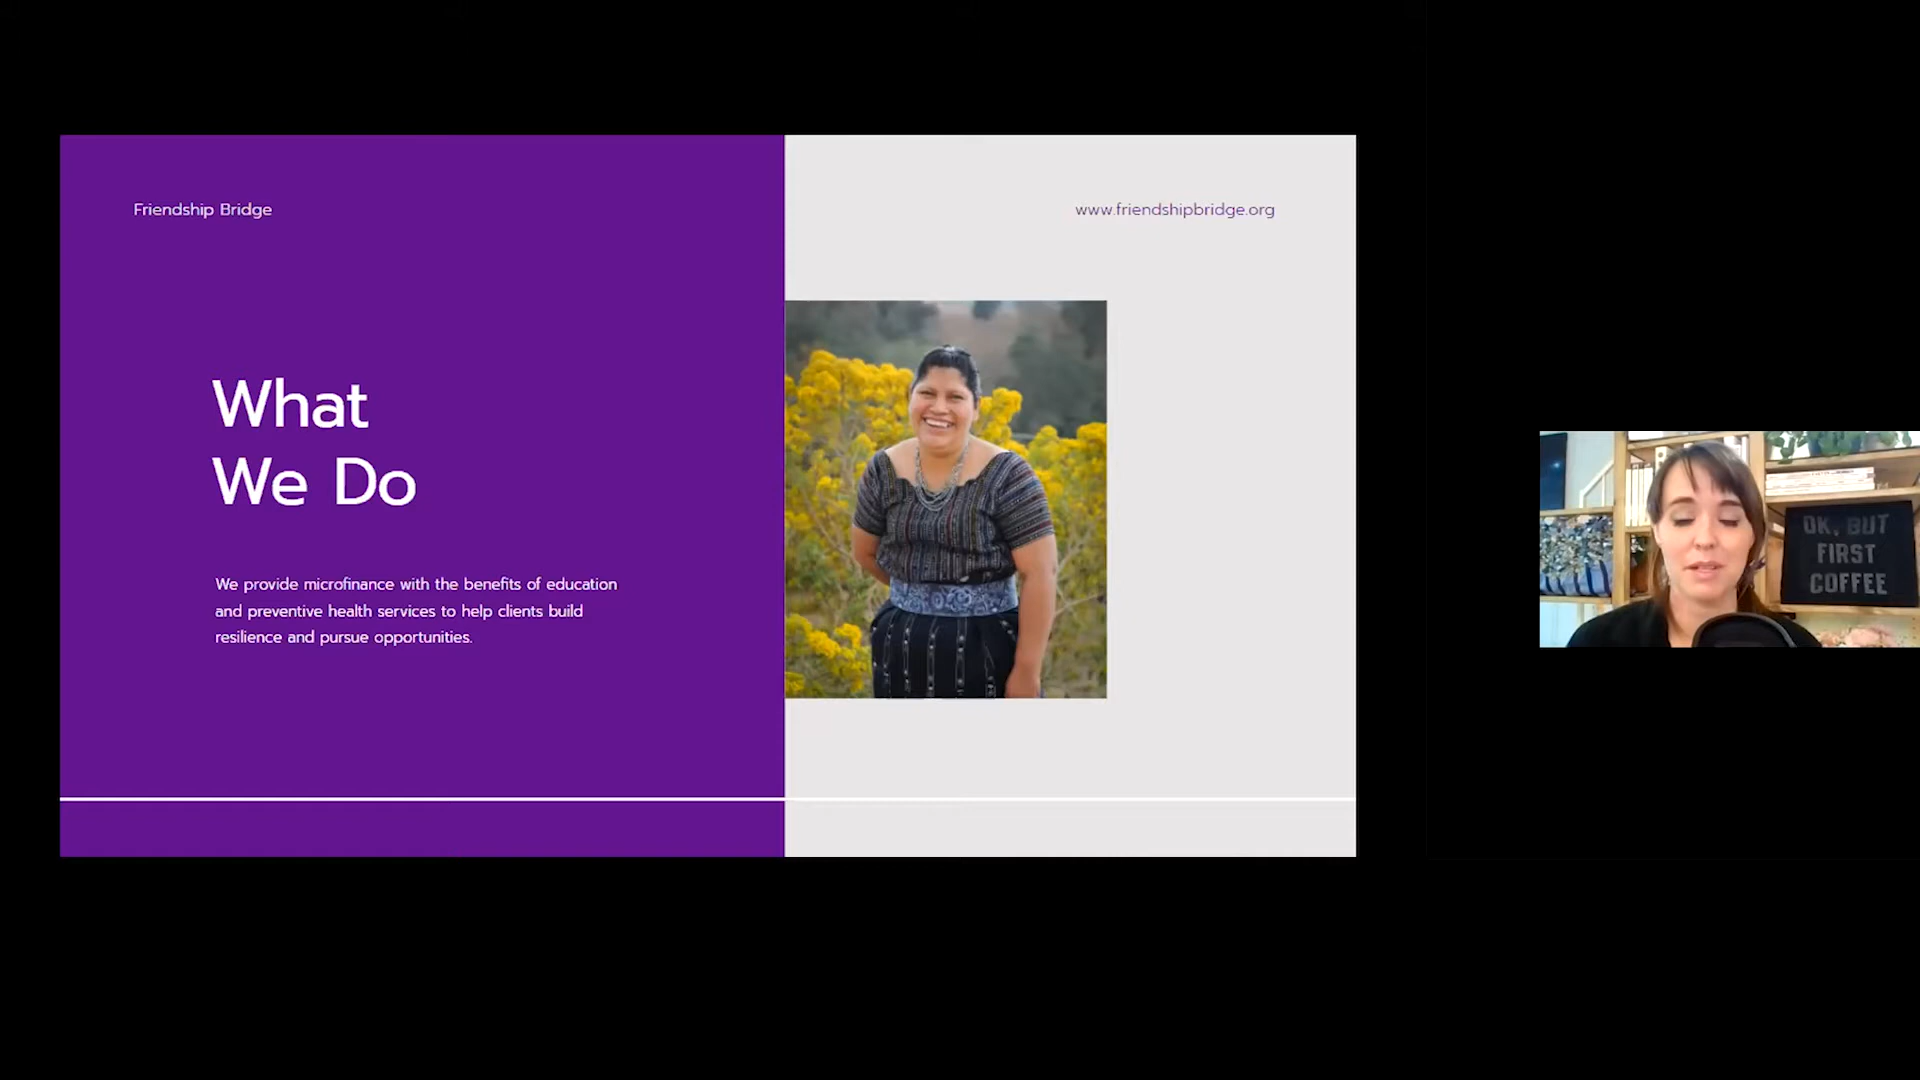 Friendship Bridge
www.friendshipbridge.org
What
We Do
We provide microfinance with the benefits of education
and preventive health services to help clients build
resilience and pursue opportunities.
OK, BUT
FIRST
COFFEE